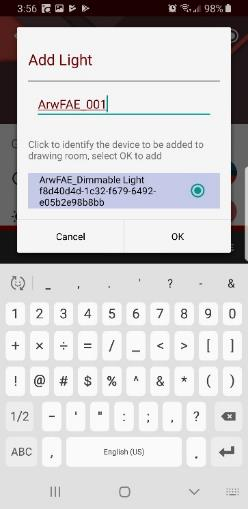 3:56
98%
Add Light
ArwFAE_001
Click to identify the device to be added to
drawing room, select OK to add
ArwFAE_Dimmable Light
f8d40d4d-1c32-f679-6492-
e05b2e98b8bb
Cancel
OK
_ , . ' ? - &
1 2 3 4 5 6 7 8 9 0
+ × ÷ = / _ < > [ ]
! @ # $ % ^ & * ( )
1/2 - ' " : ; , ?
ABC , English (US) .